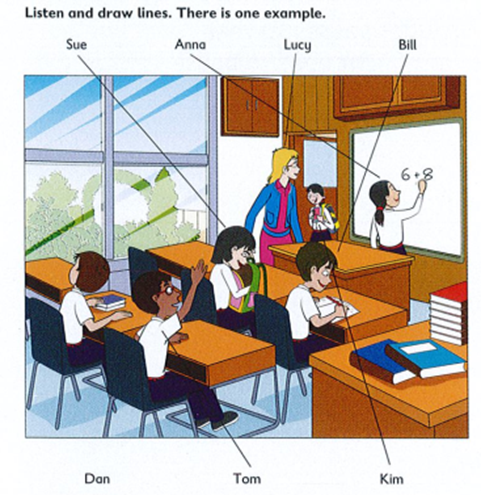 Listen and draw lines. There is one example.
Sue Anna Lucy Bill
6+8
Dan Tom Kim